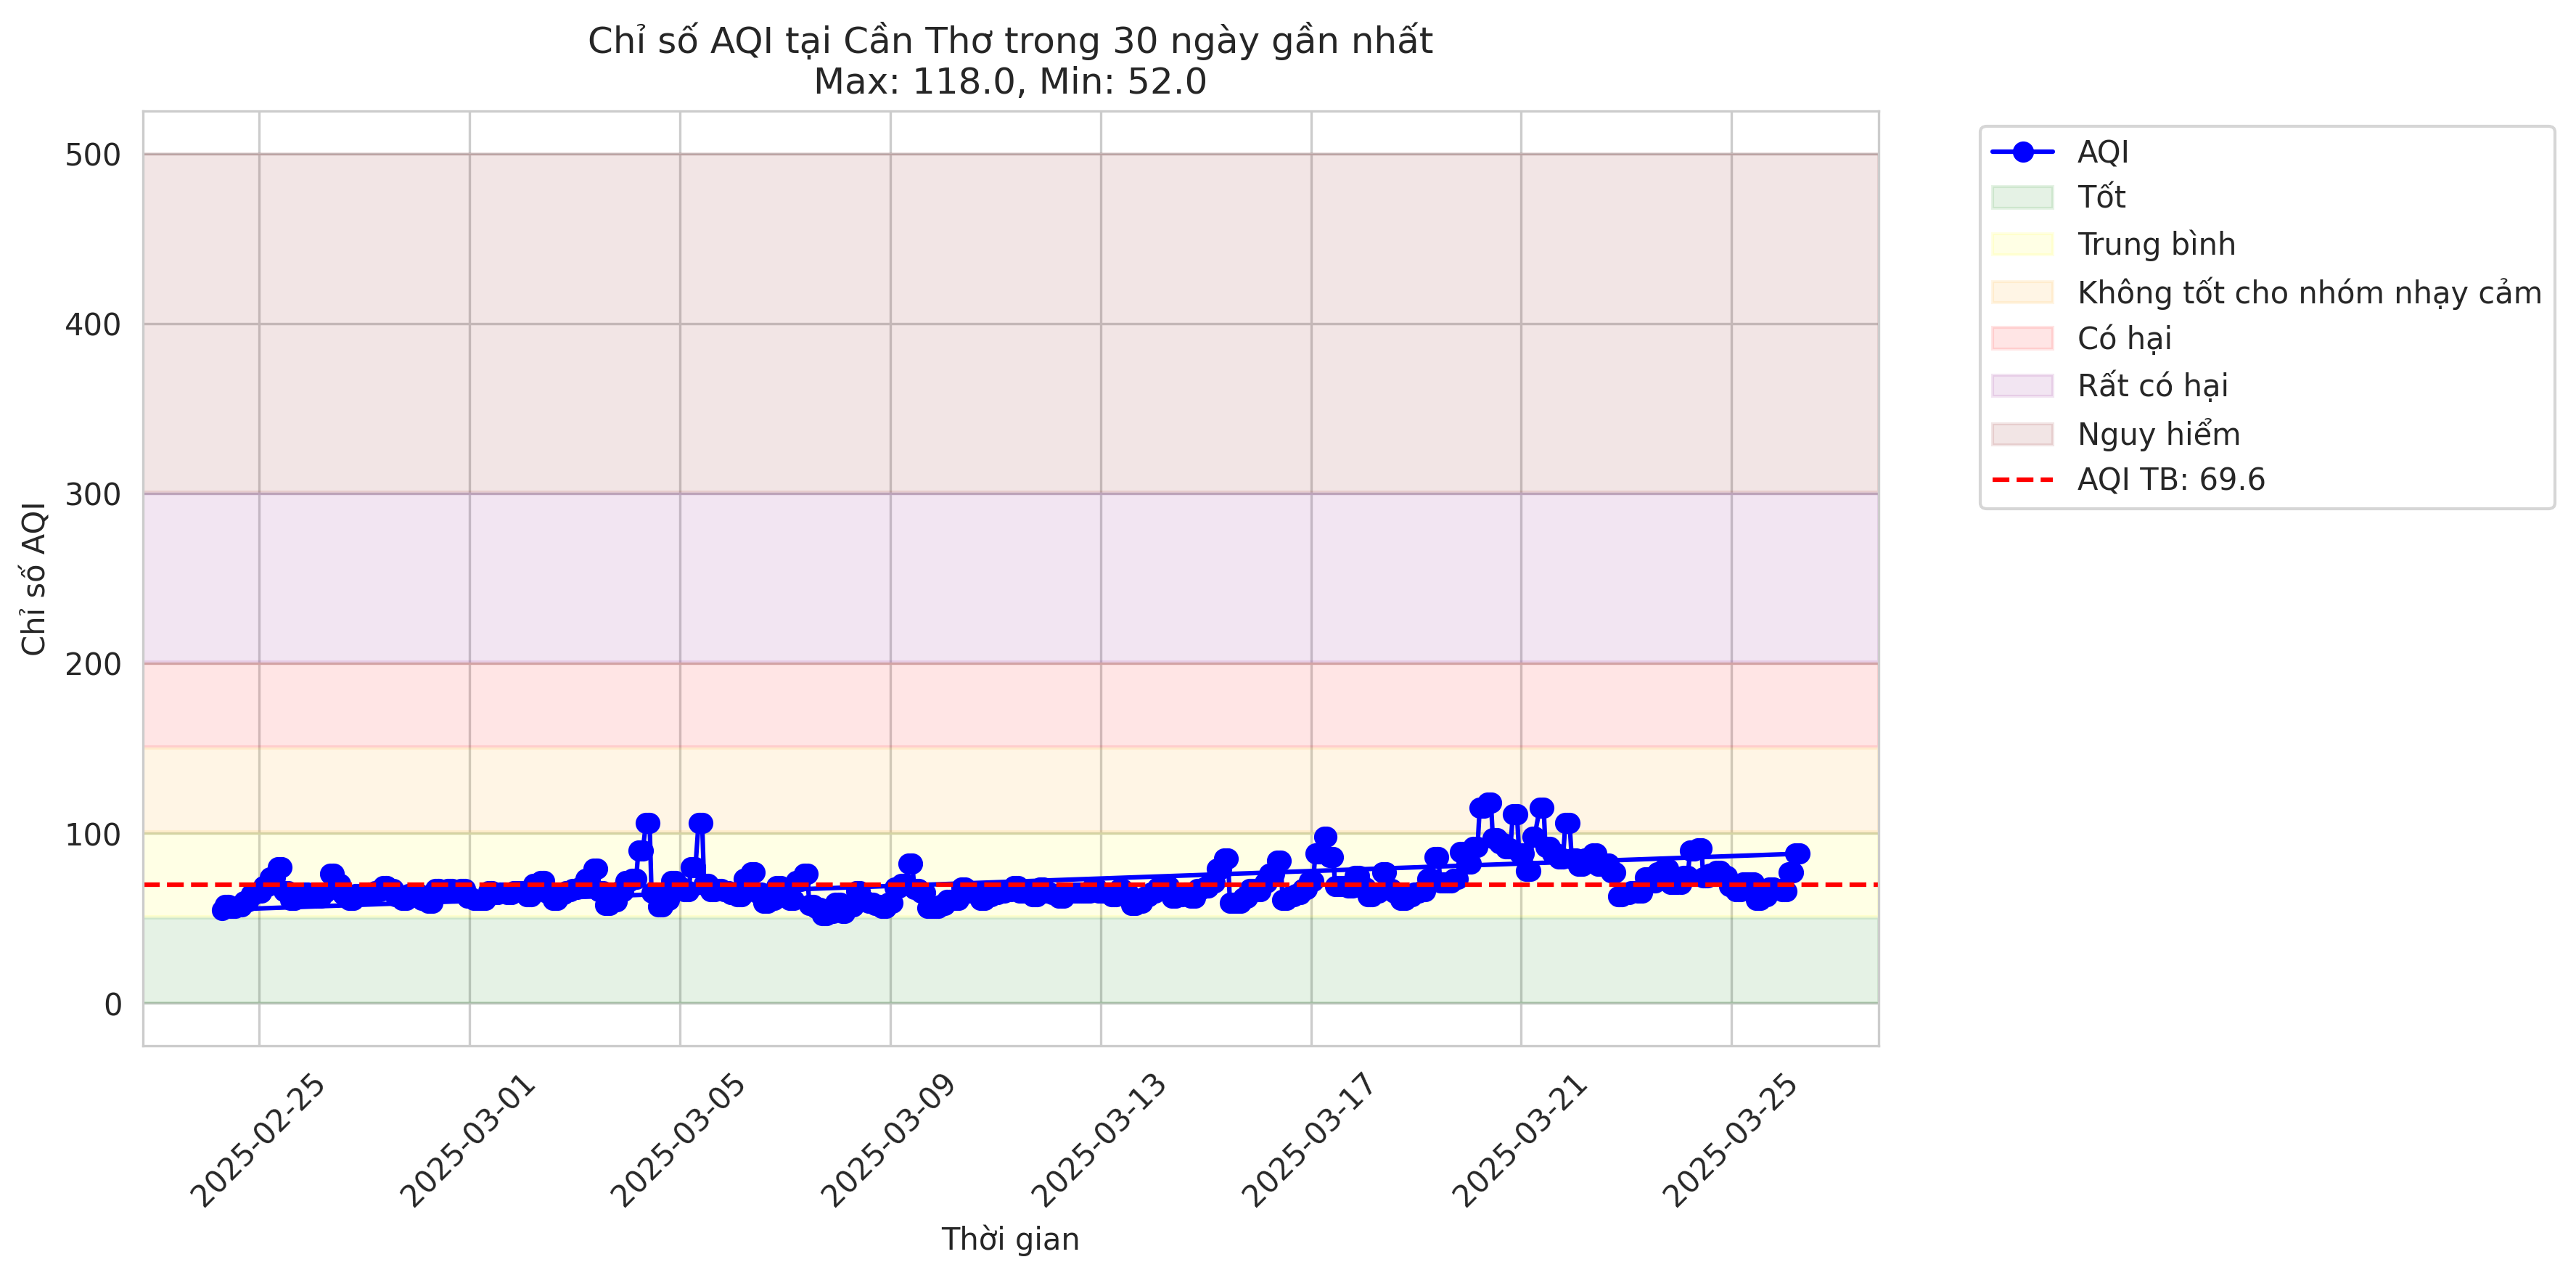 Chỉ số AQI tại Cần Thơ trong 30 ngày gần nhất
Max: 118.0, Min: 52.0
Chỉ số AQI
500
400
300
200
100
0
2025-02-25
2025-03-01
2025-03-05
2025-03-09
2025-03-13
2025-03-17
2025-03-21
2025-03-25
Thời gian
AQI
Tốt
Trung bình
Không tốt cho nhóm nhạy cảm
Có hại
Rất có hại
Nguy hiểm
AQI TB: 69.6